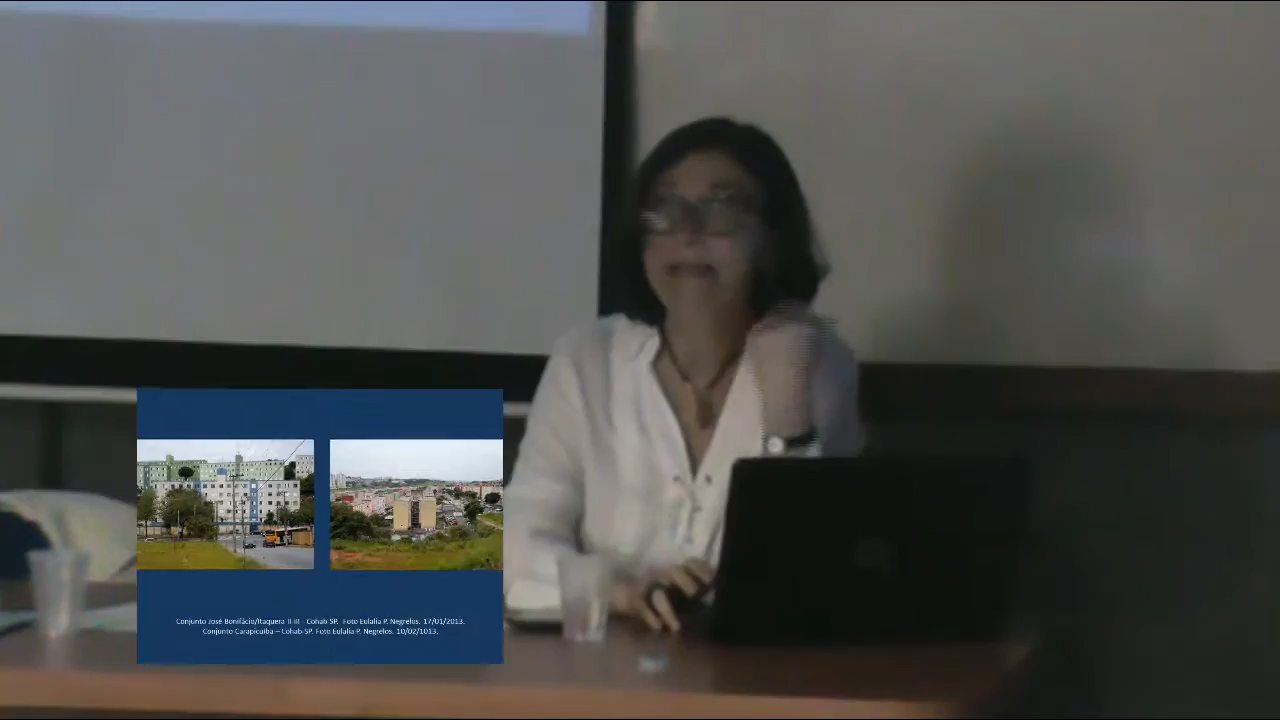 Conjunto José Bonifácio/Itaquera II-III - Cohab-SP. Foto Eulalia P. Negrelos. 17/01/2013.
Conjunto Carapicuíba – Cohab-SP. Foto Eulalia P. Negrelos. 10/02/1013.